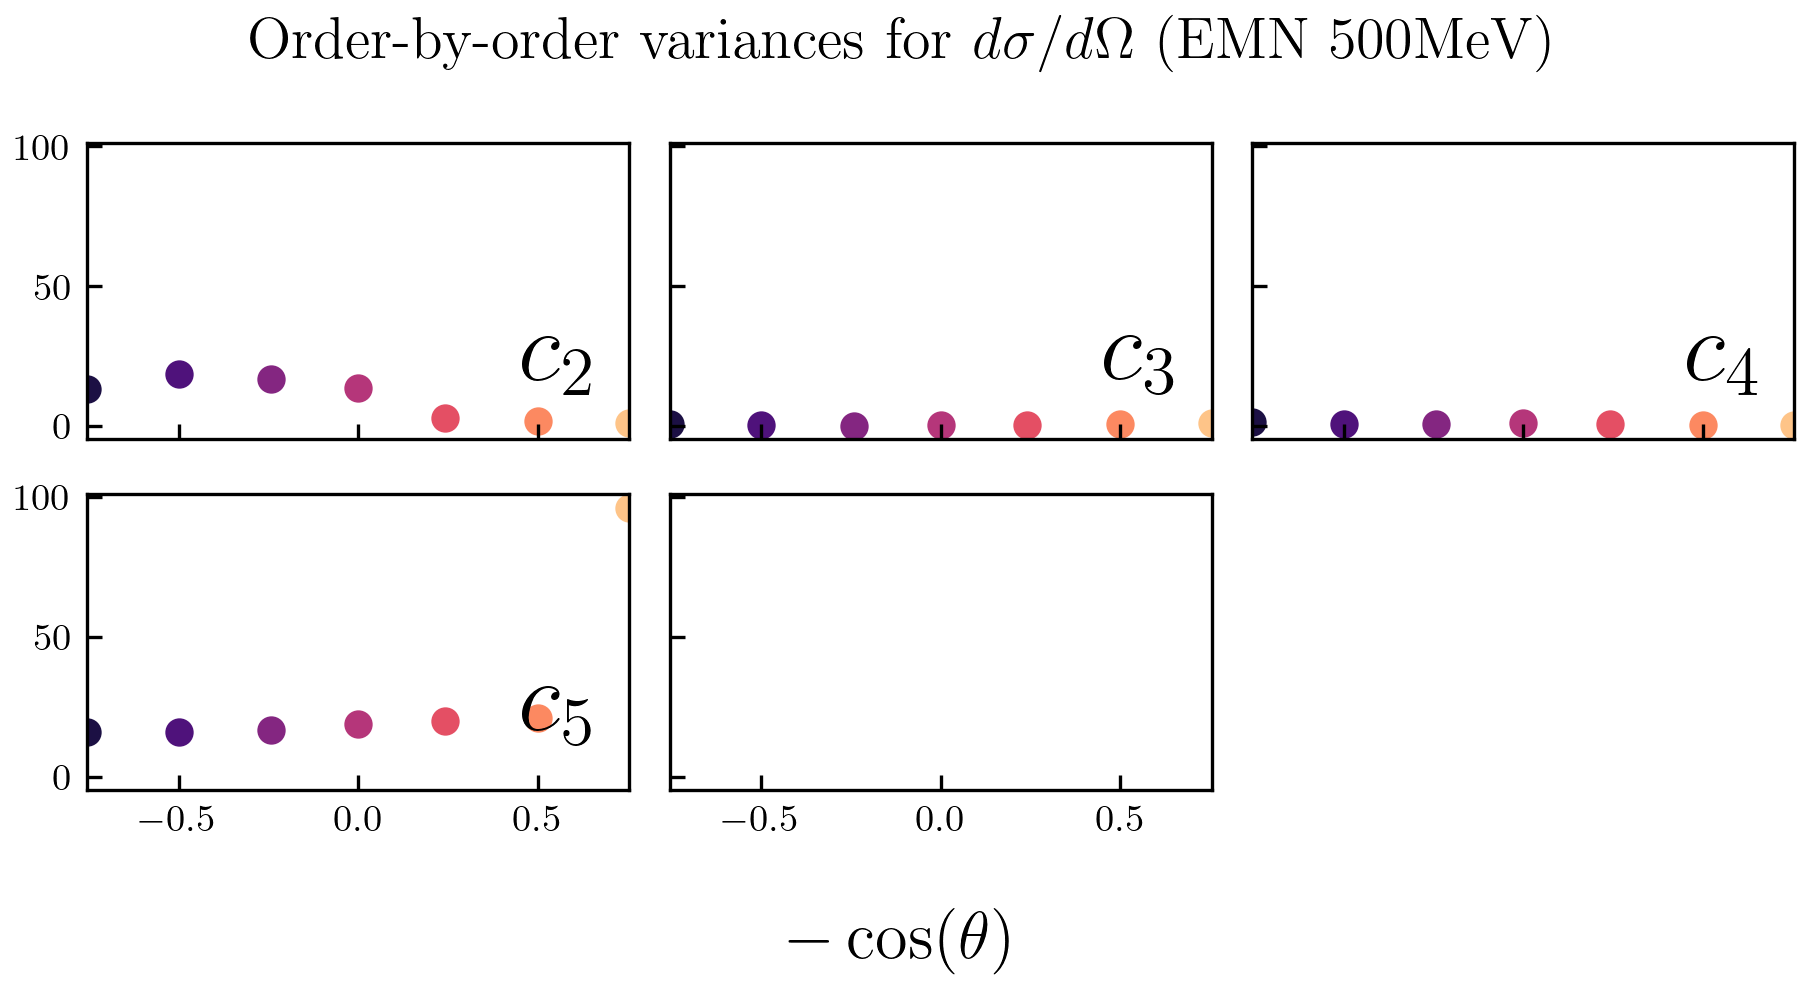 Order-by-order variances for dσ/dΩ (EMN 500MeV)
100
50
0
c₂
c₃
c₄
100
50
0
c₅
−0.5 0.0 0.5
−0.5 0.0 0.5
− cos(θ)